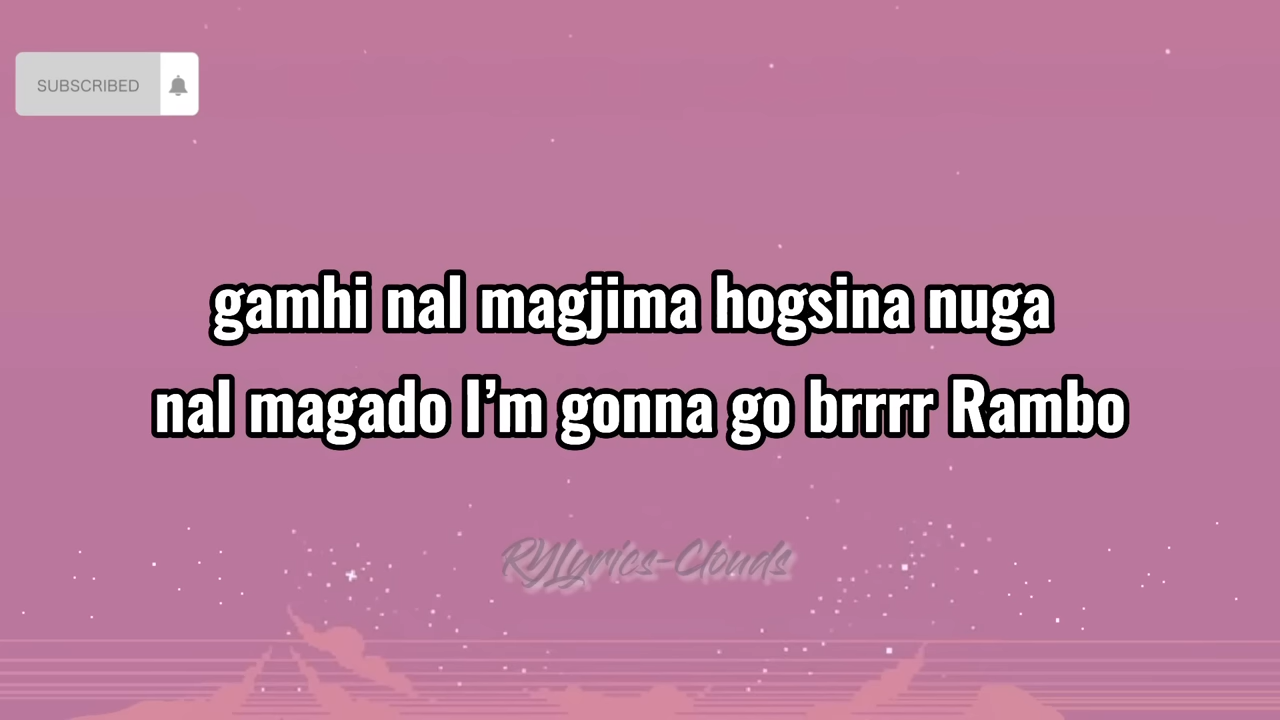 SUBSCRIBED
gamhi nal magjima hogsina nuga
nal magado I’m gonna go brrrr Rambo
RYLyrics-Clouds